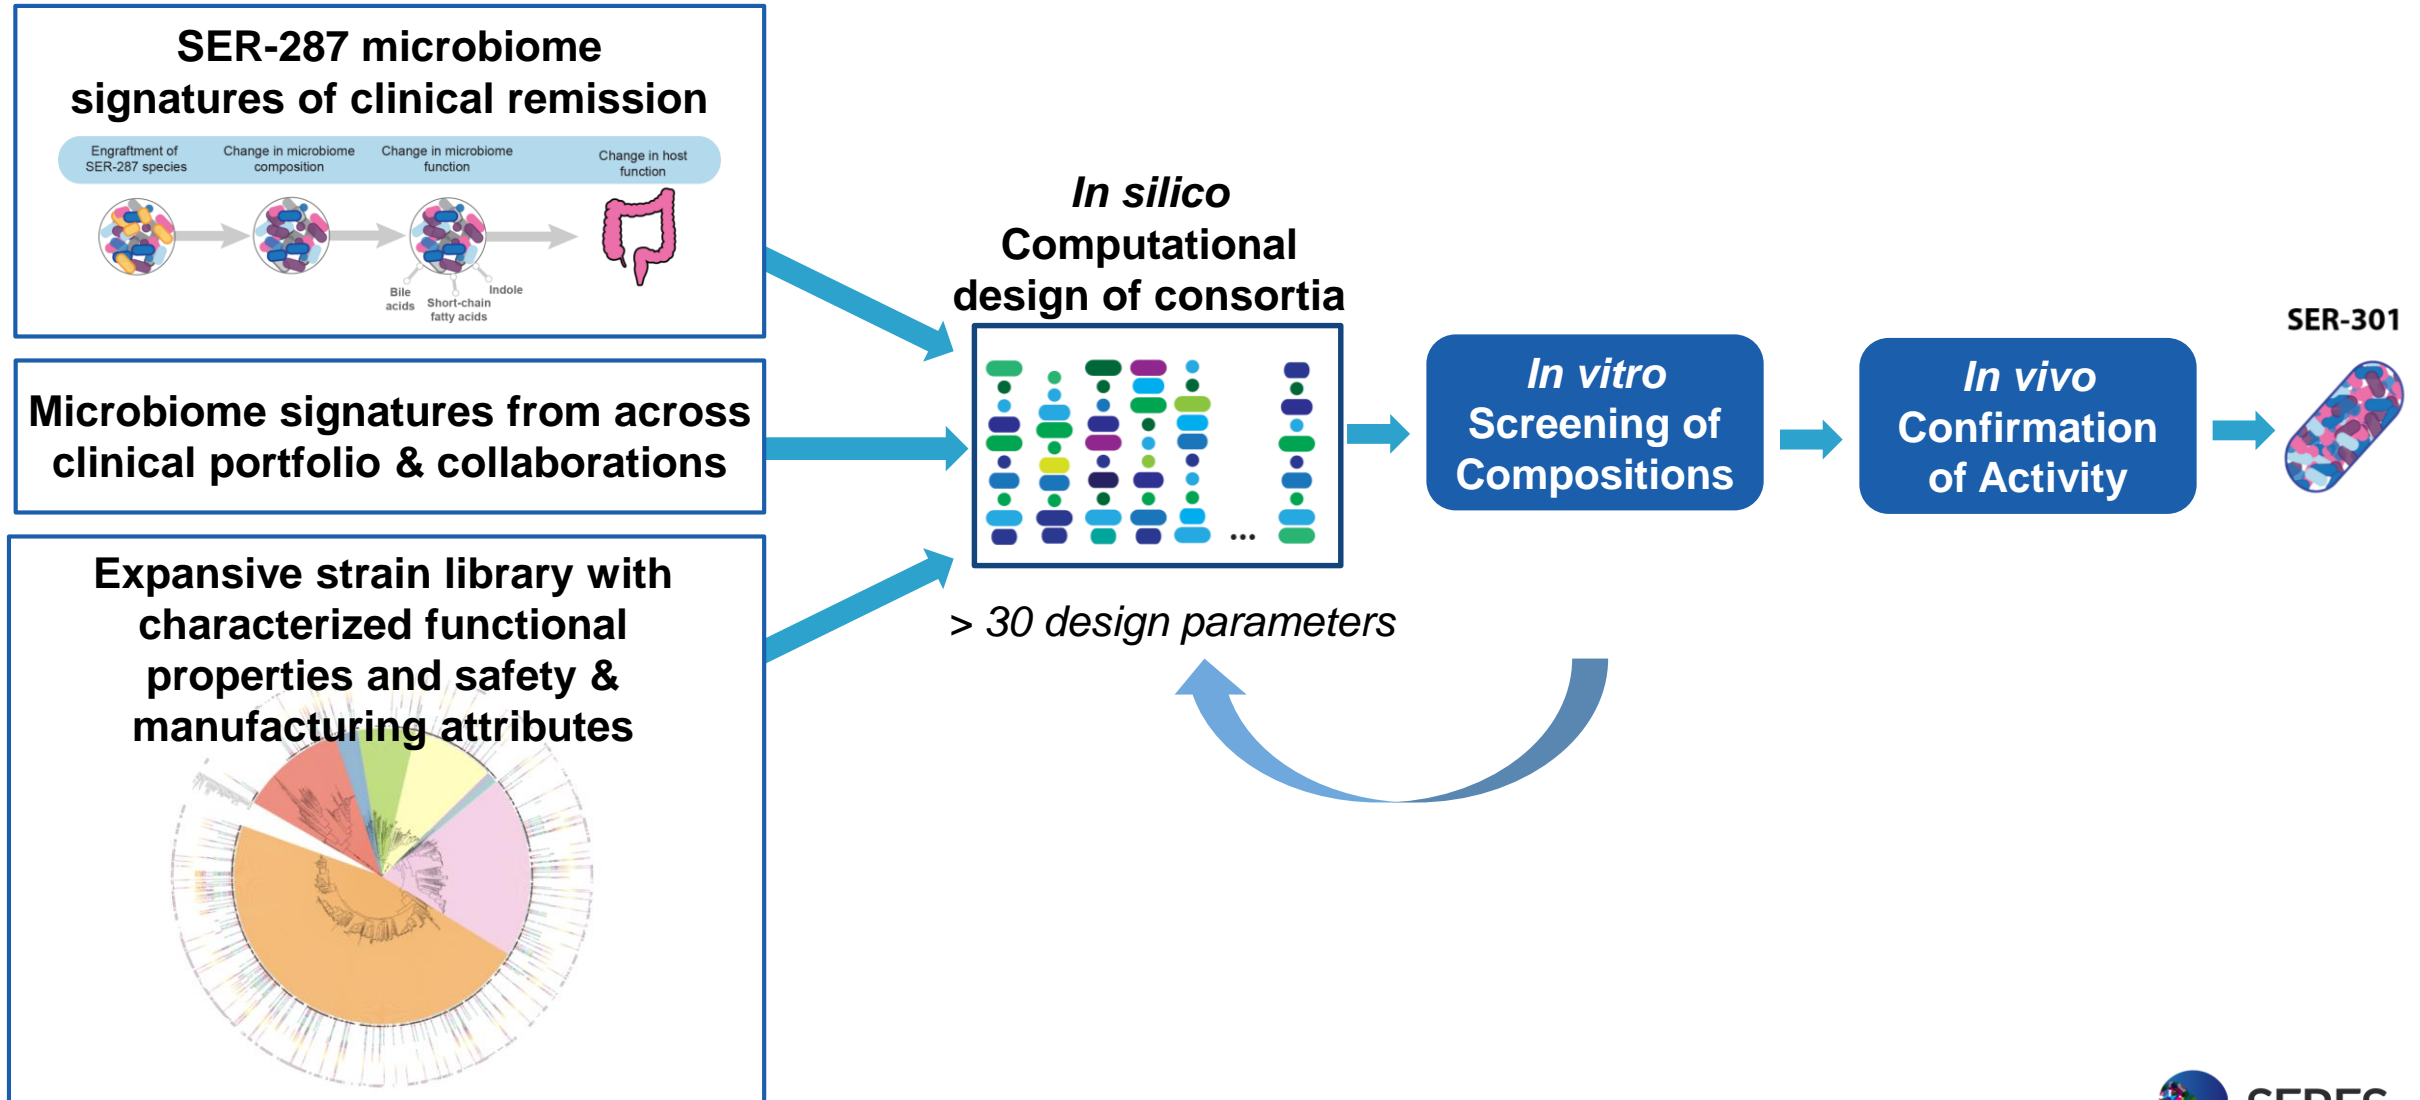 SER-287 microbiome
signatures of clinical remission
Engraftment of
SER-287 species
Change in microbiome
composition
Change in microbiome
function
Change in host
function
Bile
acids
Short-chain
fatty acids
Indole
Microbiome signatures from across
clinical portfolio & collaborations
Expansive strain library with
characterized functional
properties and safety &
manufacturing attributes
In silico
Computational
design of consortia
...
> 30 design parameters
In vitro
Screening of
Compositions
In vivo
Confirmation
of Activity
SER-301
SERES